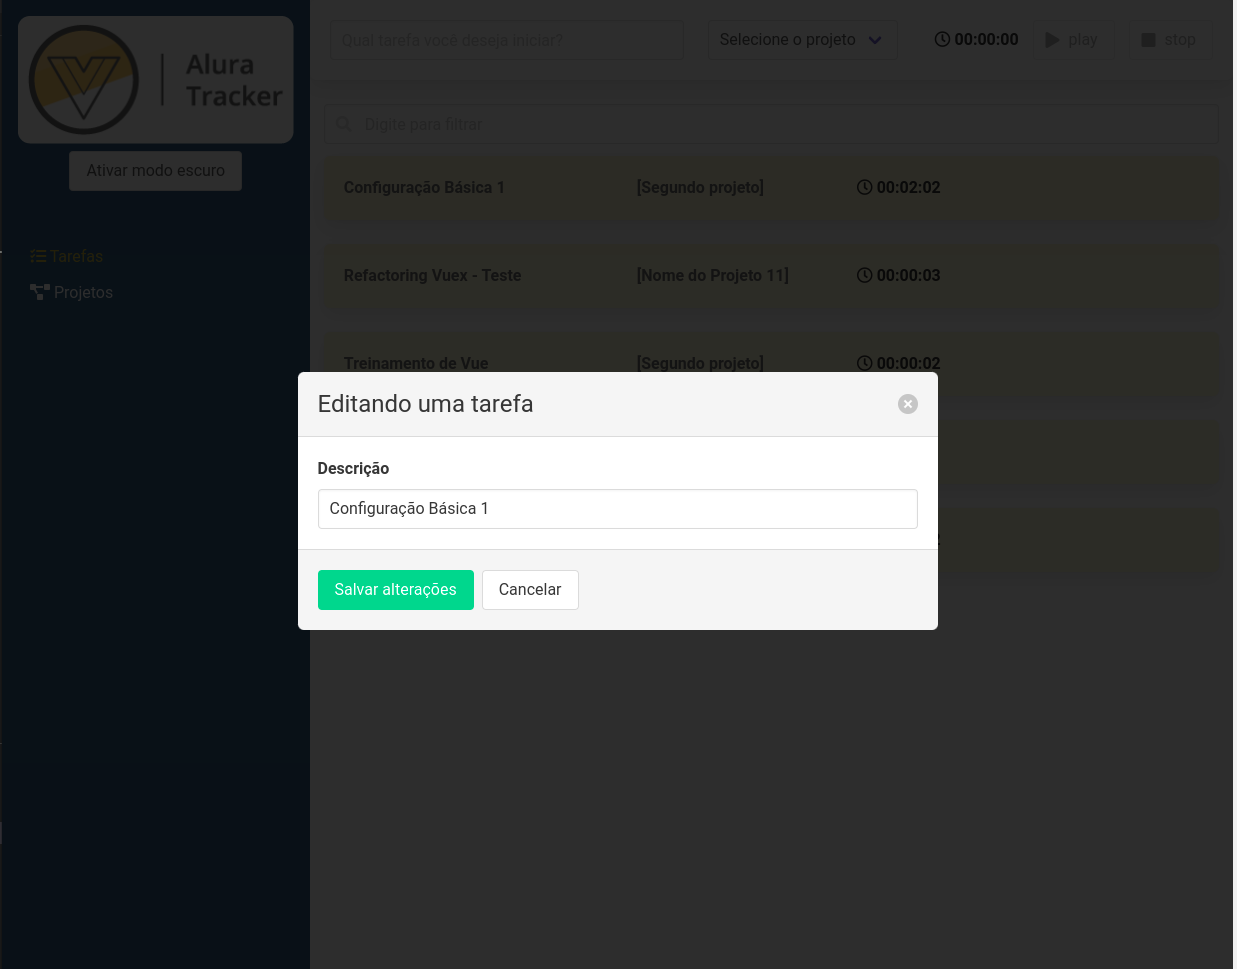 Alura
Tracker
Ativar modo escuro
Tarefas
Projetos
Qual tarefa você deseja iniciar?
Selecione o projeto
00:00:00
play
stop
Digite para filtrar
Configuração Básica 1
[Segundo projeto]
00:02:02
Refactoring Vuex - Teste
[Nome do Projeto 11]
00:00:03
Treinamento de Vue
[Segundo projeto]
00:00:02
Editando uma tarefa
Descrição
Configuração Básica 1
Salvar alterações
Cancelar